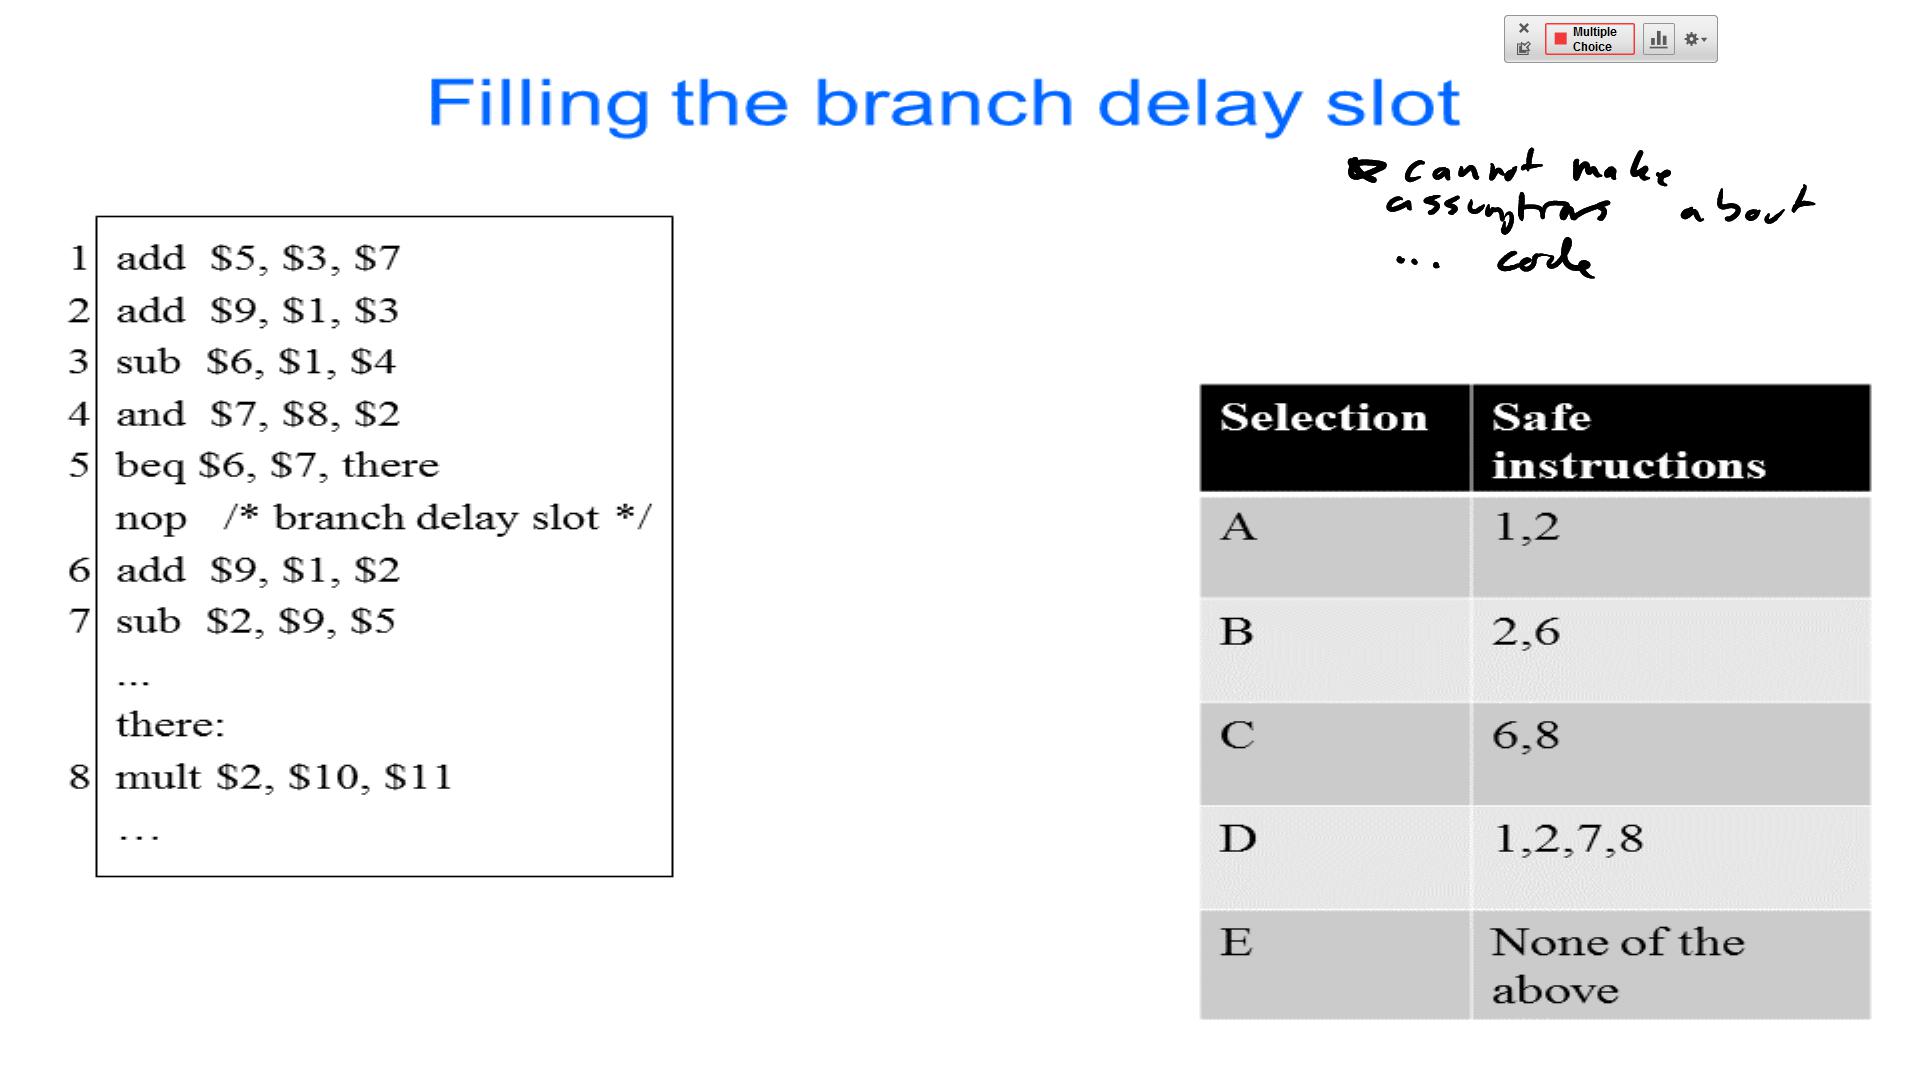 Multiple
Choice
Filling the branch delay slot
cannot make
assumptions about
... code
1 add $5, $3, $7
2 add $9, $1, $3
3 sub $6, $1, $4
4 and $7, $8, $2
5 beq $6, $7, there
nop /* branch delay slot */
6 add $9, $1, $2
7 sub $2, $9, $5
...
there:
8 mult $2, $10, $11
...
Selection Safe
instructions
A 1,2
B 2,6
C 6,8
D 1,2,7,8
E None of the
above